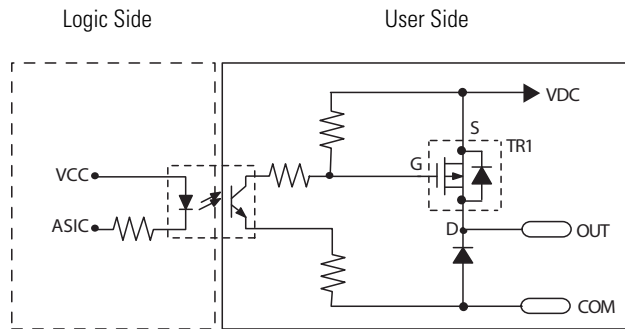 Logic Side
User Side
VDC
S
TR1
G
VCC
ASIC
D
OUT
COM